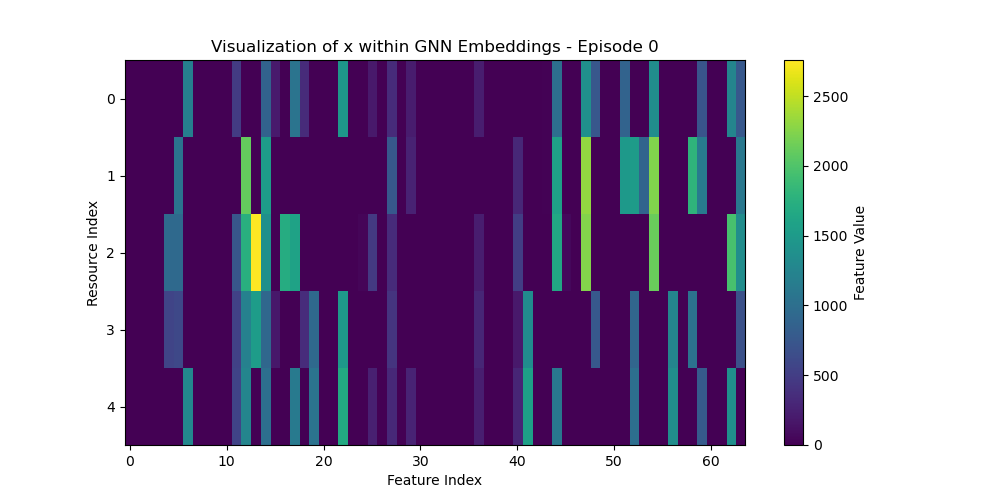 Visualization of x within GNN Embeddings - Episode 0
Resource Index
0
1
2
3
4
0 10 20 30 40 50 60
Feature Index
2500
2000
1500
1000
500
0
Feature Value